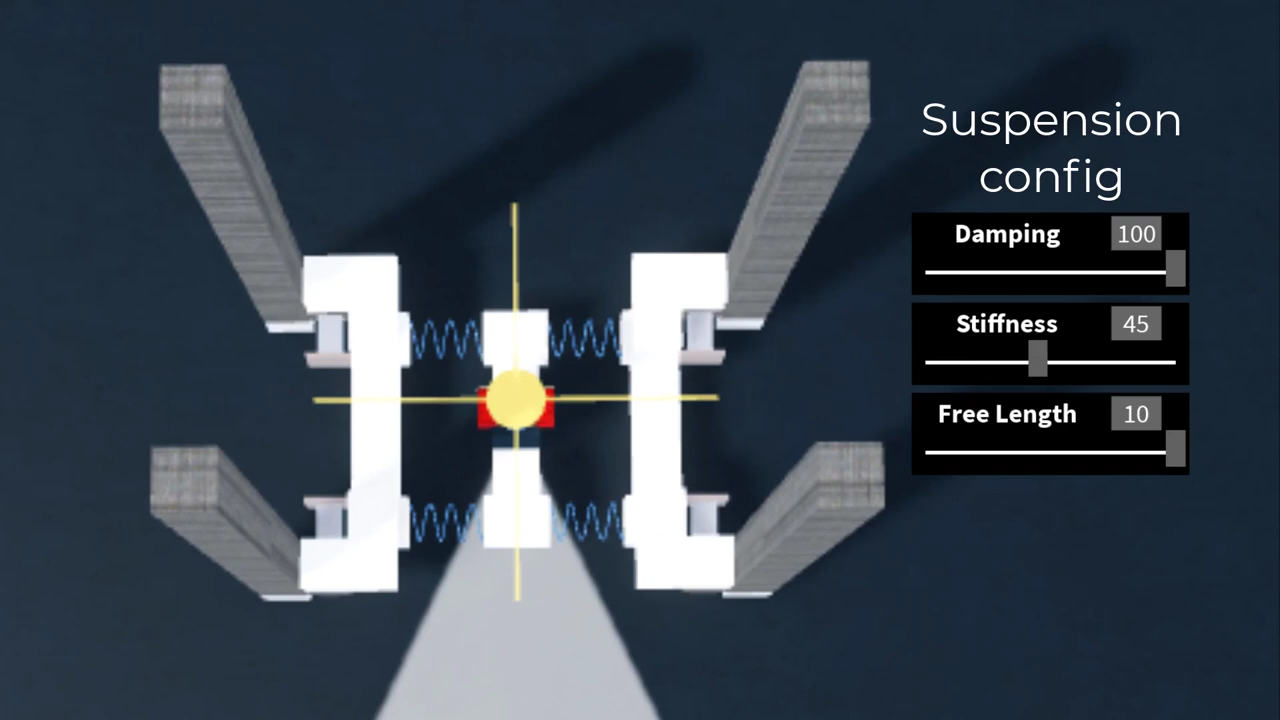 Suspension
config
Damping 100
Stiffness 45
Free Length 10